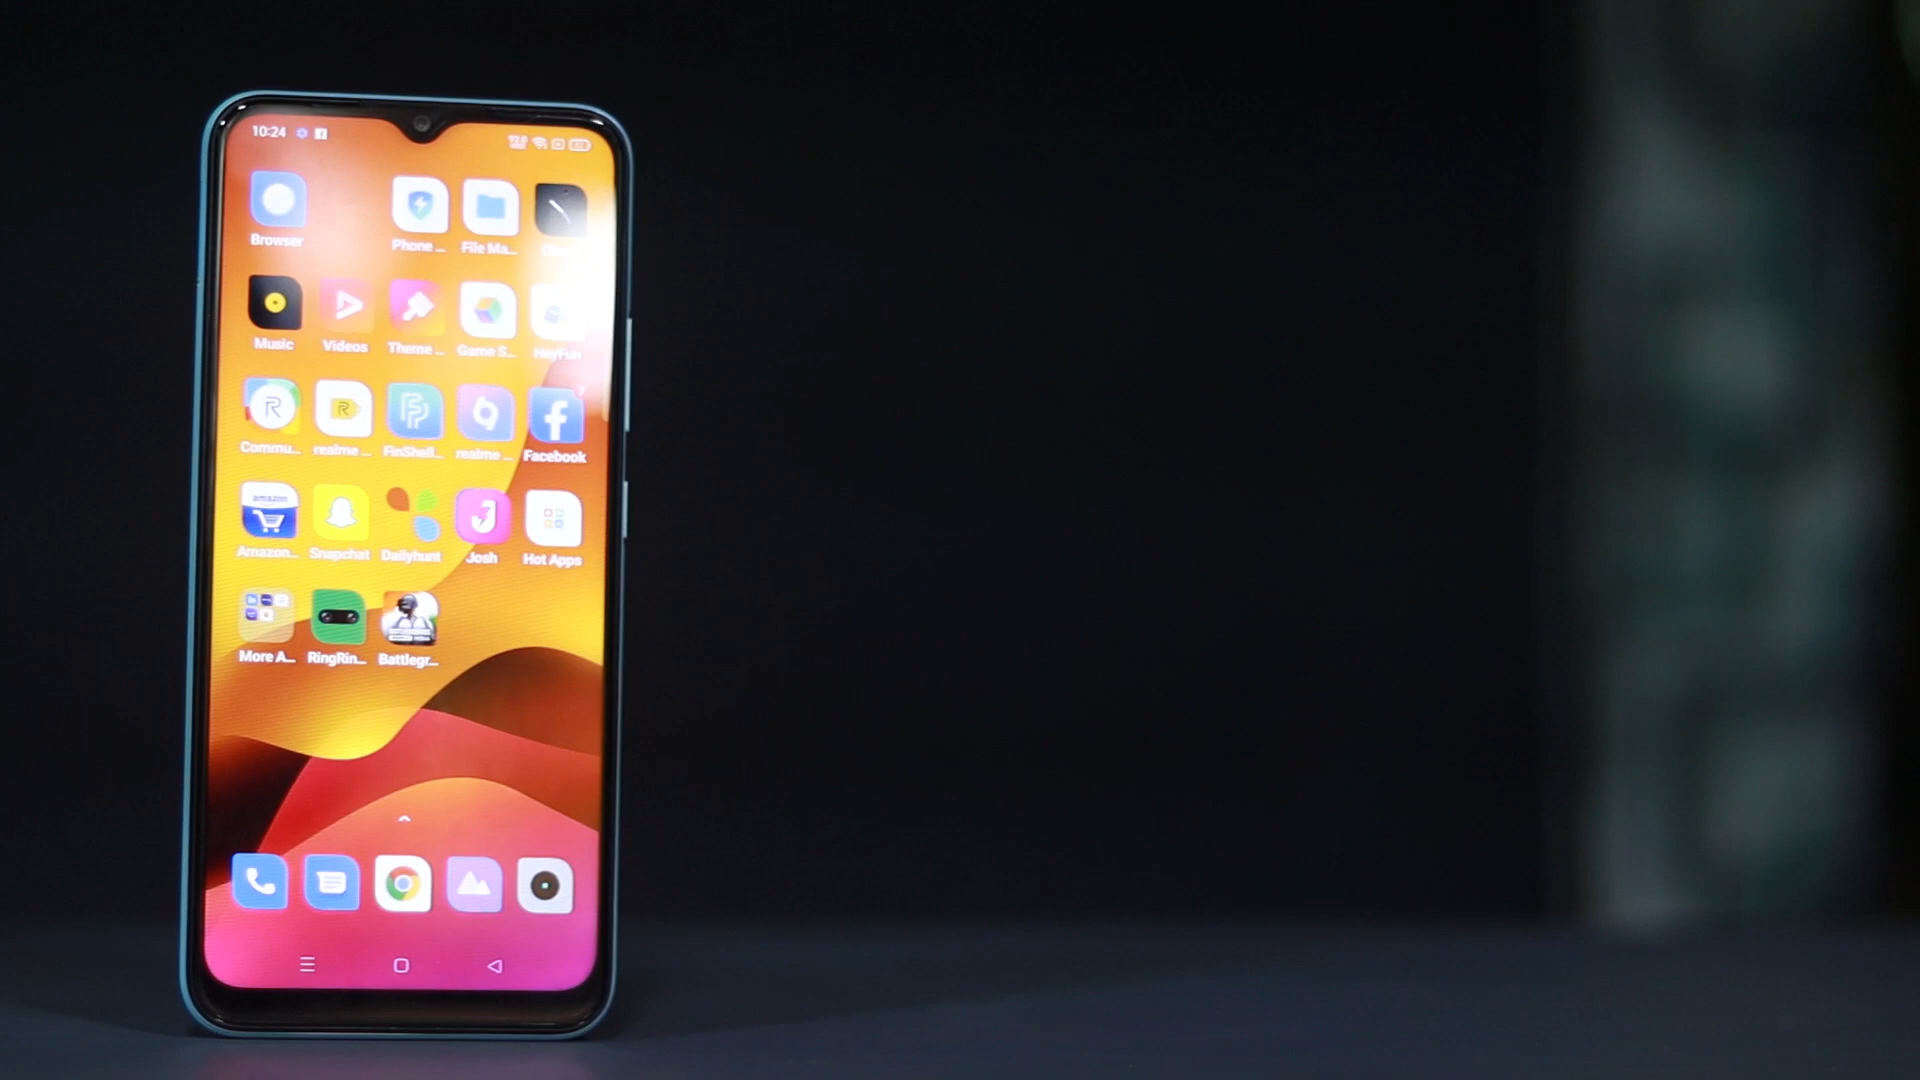 10:24
Browser Phone ... File Ma...
Music Videos Theme ... Game S... HeyFun
Commu... realme ... FinShell... realme ... Facebook
amazon
Amazon... Snapchat Dailyhunt Josh Hot Apps
More A... RingRin... Battlegr...